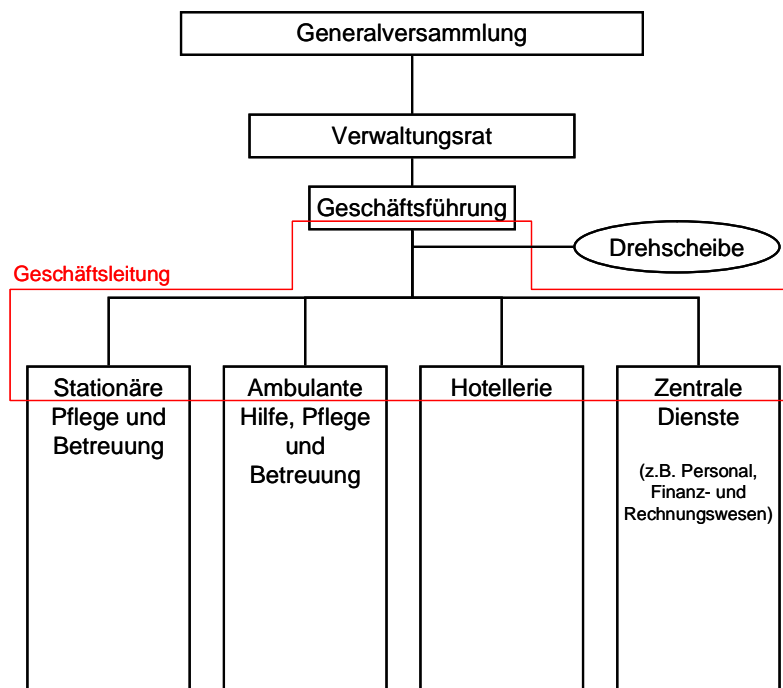 Generalversammlung
Verwaltungsrat
Geschäftsführung
Drehscheibe
Geschäftsleitung
Stationäre
Pflege und
Betreuung
Ambulante
Hilfe, Pflege
und
Betreuung
Hotellerie
Zentrale
Dienste
(z.B. Personal,
Finanz- und
Rechnungswesen)